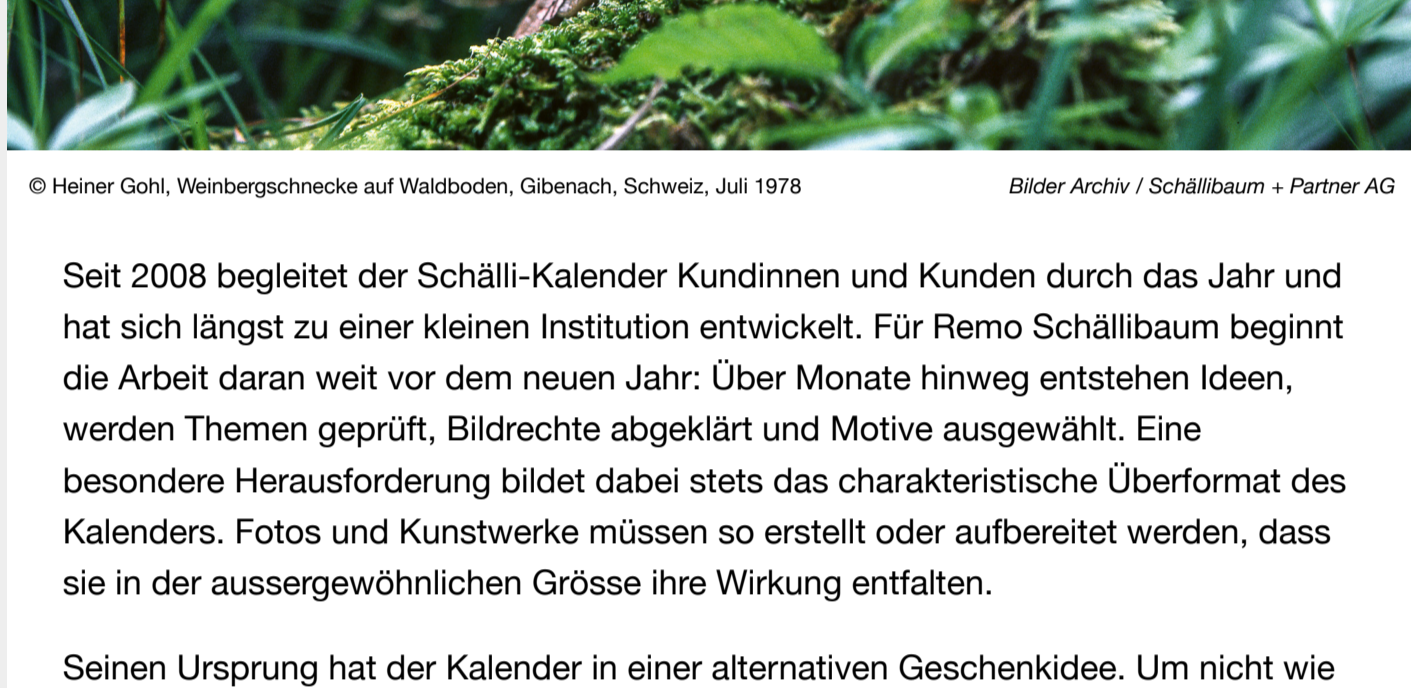 © Heiner Gohl, Weinbergschnecke auf Waldboden, Gibenach, Schweiz, Juli 1978
Bilder Archiv / Schällibaum + Partner AG
Seit 2008 begleitet der Schälli-Kalender Kundinnen und Kunden durch das Jahr und
hat sich längst zu einer kleinen Institution entwickelt. Für Remo Schällibaum beginnt
die Arbeit daran weit vor dem neuen Jahr: Über Monate hinweg entstehen Ideen,
werden Themen geprüft, Bildrechte abgeklärt und Motive ausgewählt. Eine
besondere Herausforderung bildet dabei stets das charakteristische Überformat des
Kalenders. Fotos und Kunstwerke müssen so erstellt oder aufbereitet werden, dass
sie in der aussergewöhnlichen Grösse ihre Wirkung entfalten.
Seinen Ursprung hat der Kalender in einer alternativen Geschenkidee. Um nicht wie